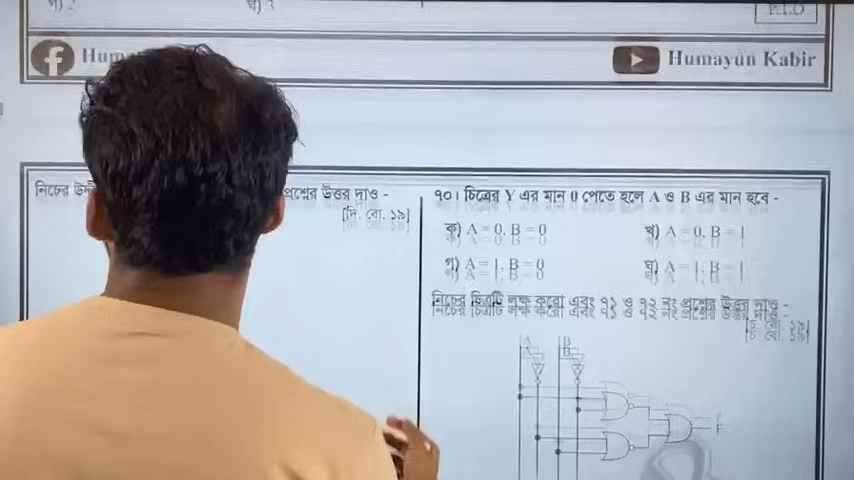 P.I.O
Humayun Kabir
নিচের প্রশ্নের উত্তর দাও -
[দি. বো. ১৯]
৭০। চিত্রের Y এর মান 0 পেতে হলে A ও B এর মান হবে -
ক) A = 0, B = 0
খ) A = 0, B = 1
গ) A = 1, B = 0
ঘ) A = 1, B = 1
নিচের চিত্রটি লক্ষ করো এবং ৭১ ও ৭২ নং প্রশ্নের উত্তর দাও -
A B
F